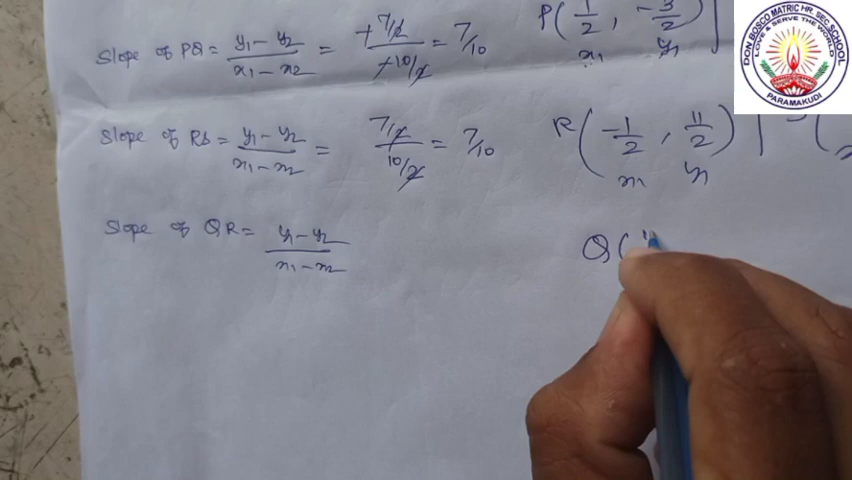 Slope of PQ = y1 - y2 / x1 - x2 = +7/2 / +10/2 = 7/10 P(1/2, -3/2)
x1 y1
Slope of RS = y1 - y2 / x1 - x2 = 7/2 / 10/2 = 7/10 R(-1/2, 11/2) S(
x1 y1
Slope of QR = y1 - y2 / x1 - x2 Q( 11
DON BOSCO MATRIC HR. SEC SCHOOL
LOVE & SERVE THE WORLD
PARAMAKUDI